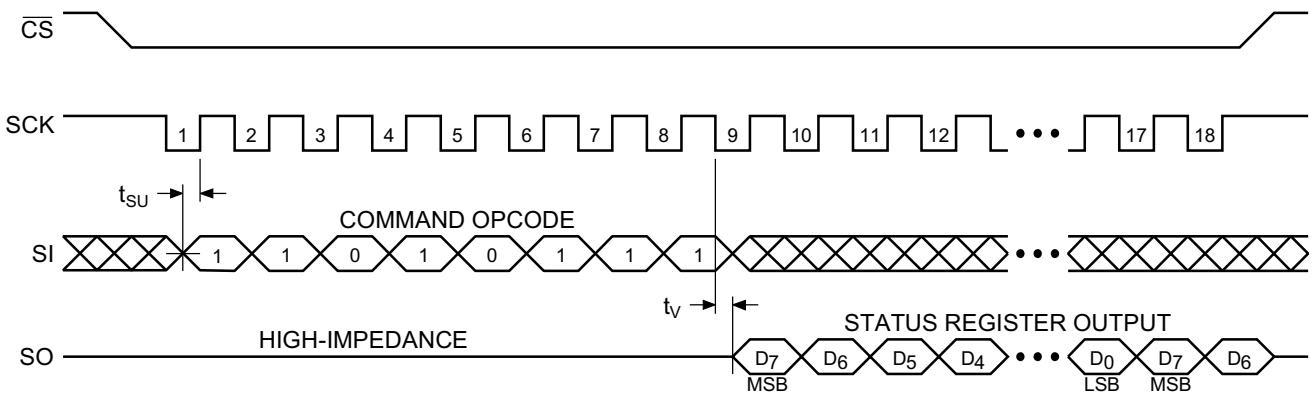 CS
SCK 1 2 3 4 5 6 7 8 9 10 11 12 17 18
tSU
COMMAND OPCODE
SI 1 1 0 1 0 1 1 1
tV
HIGH-IMPEDANCE
STATUS REGISTER OUTPUT
SO D7 D6 D5 D4 D0 D7 D6
MSB LSB MSB